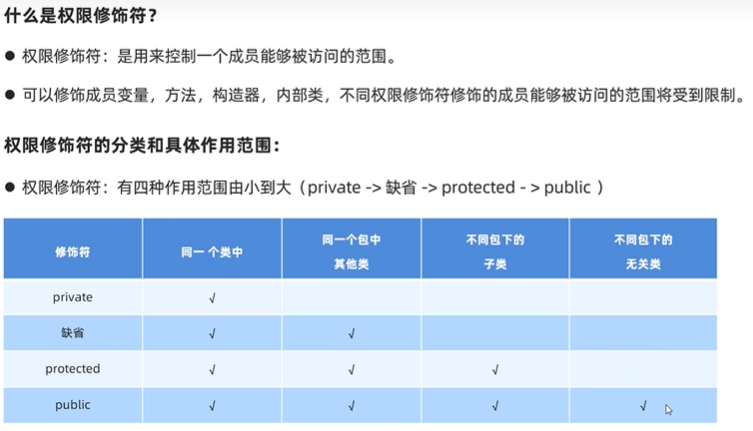 什么是权限修饰符？
● 权限修饰符：是用来控制一个成员能够被访问的范围。
● 可以修饰成员变量，方法，构造器，内部类，不同权限修饰符修饰的成员能够被访问的范围将受到限制。
权限修饰符的分类和具体作用范围：
● 权限修饰符：有四种作用范围由小到大（private -> 缺省 -> protected - > public ）
修饰符 同一 个类中 同一个包中 其他类 不同包下的 子类 不同包下的 无关类
private √
缺省 √ √
protected √ √ √
public √ √ √ √